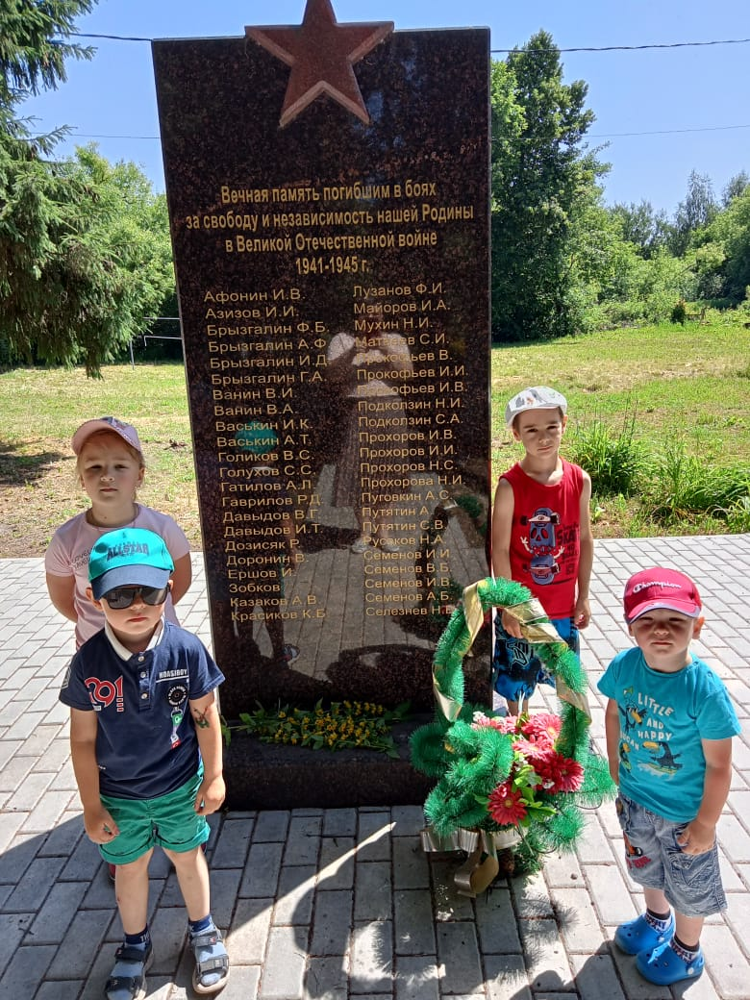 Вечная память погибшим в боях
за свободу и независимость нашей Родины
в Великой Отечественной войне
1941-1945 г.
Афонин И.В.
Азизов И.И.
Брызгалин Ф.Б.
Брызгалин А.Ф.
Брызгалин И.Д.
Брызгалин Г.А.
Ванин В.И.
Ванин В.А.
Васькин И.К.
Васькин А.Т.
Голиков В.С.
Голухов С.С.
Гатилов А.Л.
Гаврилов Р.Д.
Давыдов В.Г.
Давыдов И.Т.
Дозисяк Р.
Доронин В.
Ершов И.
Зобков
Казаков А.В.
Красиков К.Б.
Лузанов Ф.И.
Майоров И.А.
Мухин Н.И.
Матвеев С.И.
Прокофьев В.
Прокофьев И.И.
Прокофьев И.В.
Подколзин Н.И.
Подколзин С.А.
Прохоров И.В.
Прохоров И.И.
Прохоров Н.С.
Прохорова Н.И.
Пуговкин А.С.
Путятин А.
Путятин С.В.
Русаков Н.А.
Семенов И.И.
Семенов В.Б.
Семенов И.В.
Семенов А.Б.
Селезнев Н.
ALLSTAR
291
HOASIBOY
Champion
LITTLE
AND
HAPPY